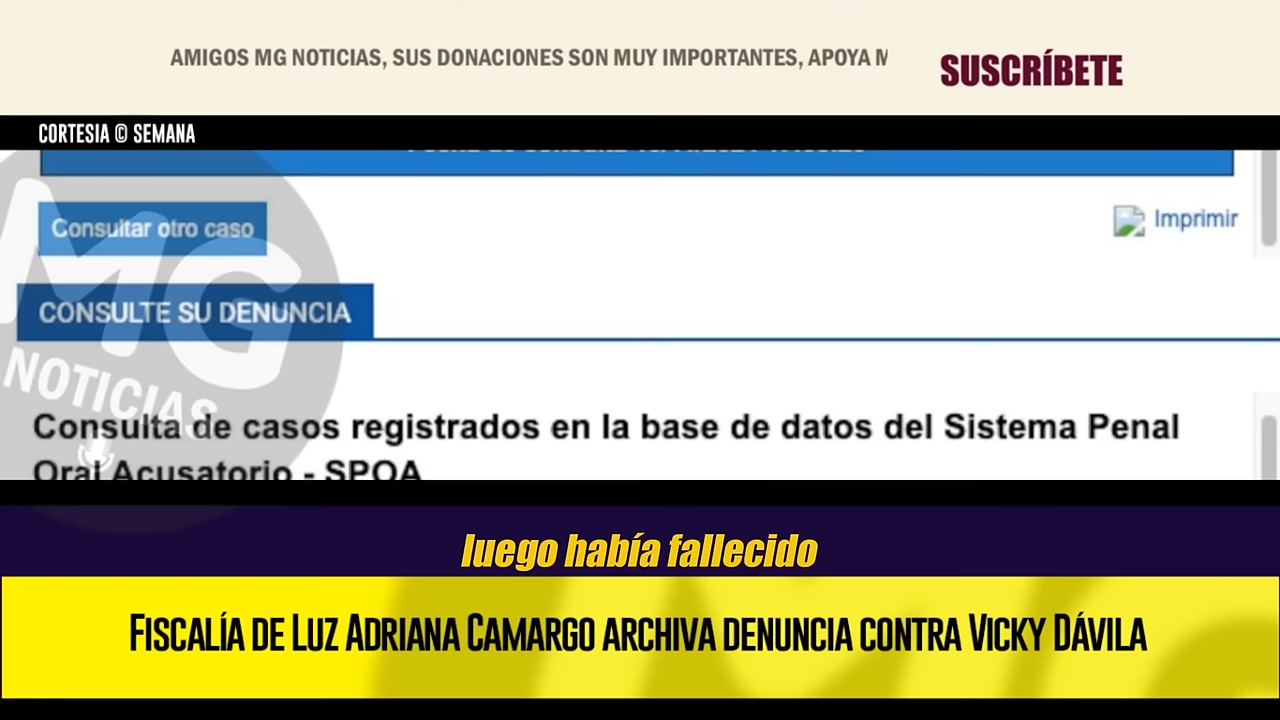 AMIGOS MG NOTICIAS, SUS DONACIONES SON MUY IMPORTANTES, APOYA
SUSCRÍBETE
CORTESIA © SEMANA
Consultar otro caso
Imprimir
CONSULTE SU DENUNCIA
MG
NOTICIAS
Consulta de casos registrados en la base de datos del Sistema Penal
Oral Acusatorio - SPOA
luego había fallecido
FISCALÍA DE LUZ ADRIANA CAMARGO ARCHIVA DENUNCIA CONTRA VICKY DÁVILA